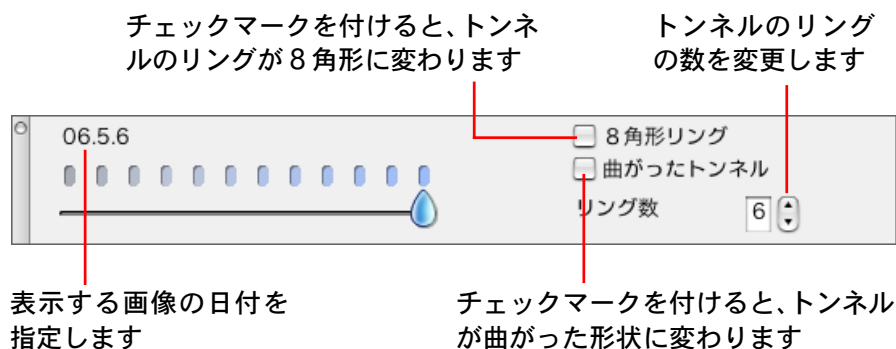 チェックマークを付けると、トンネ
ルのリングが8角形に変わります
トンネルのリング
の数を変更します
06.5.6
8角形リング
曲がったトンネル
リング数
6
表示する画像の日付を
指定します
チェックマークを付けると、トンネル
が曲がった形状に変わります